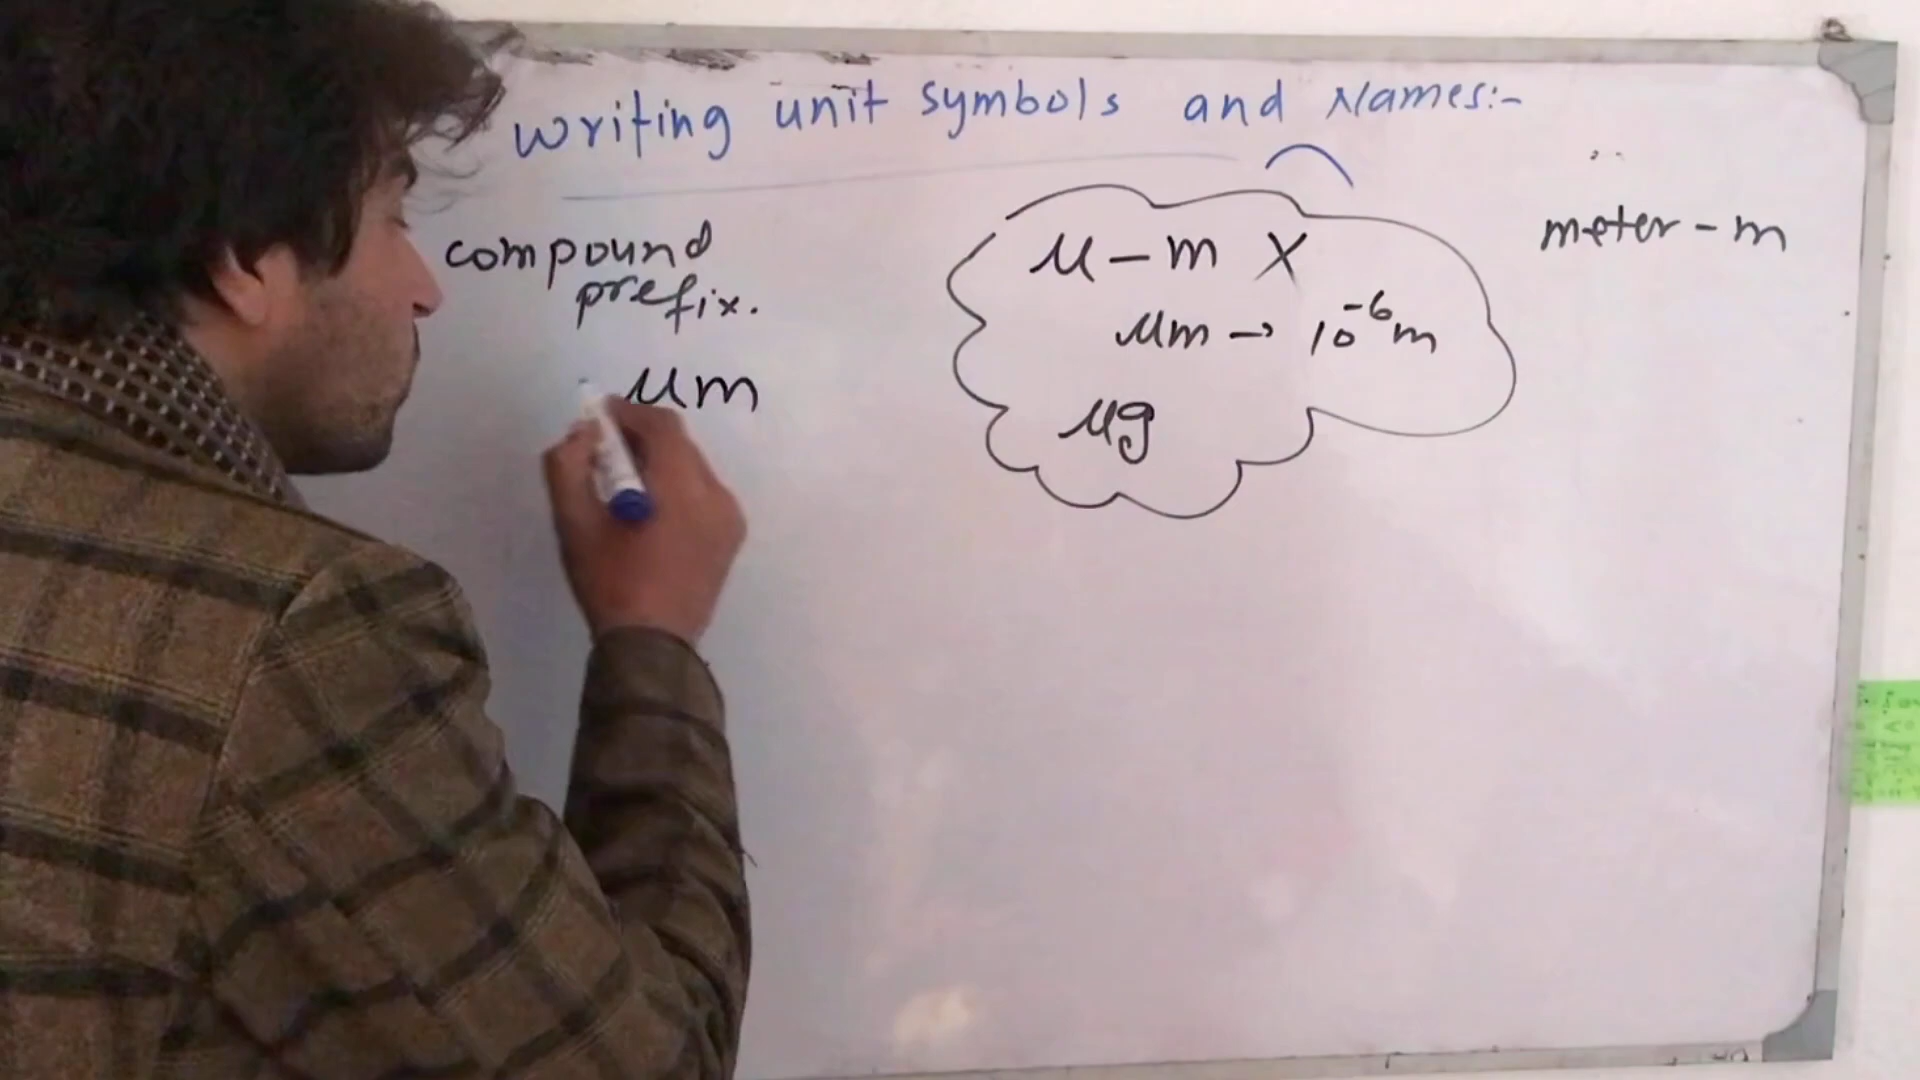 writing unit symbols and Names:-
compound
prefix.
μm
μ - m X
μm → 10⁻⁶m
μg
meter - m